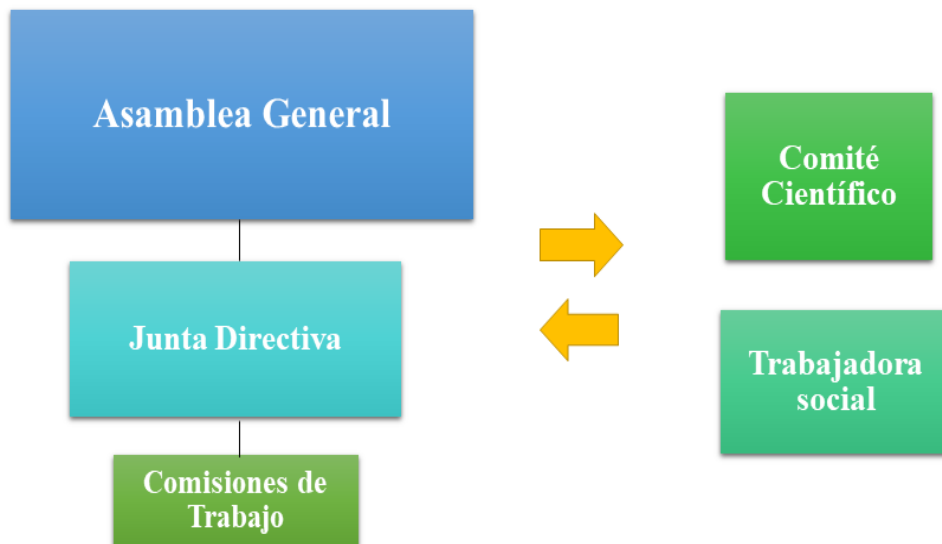 Asamblea General
Junta Directiva
Comisiones de
Trabajo
Comité
Científico
Trabajadora
social